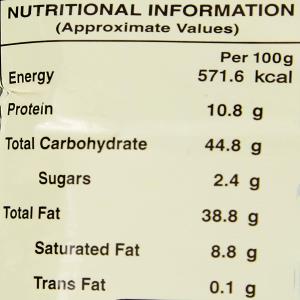 NUTRITIONAL INFORMATION
(Approximate Values)
Per 100g
Energy 571.6 kcal
Protein 10.8 g
Total Carbohydrate 44.8 g
Sugars 2.4 g
Total Fat 38.8 g
Saturated Fat 8.8 g
Trans Fat 0.1 g